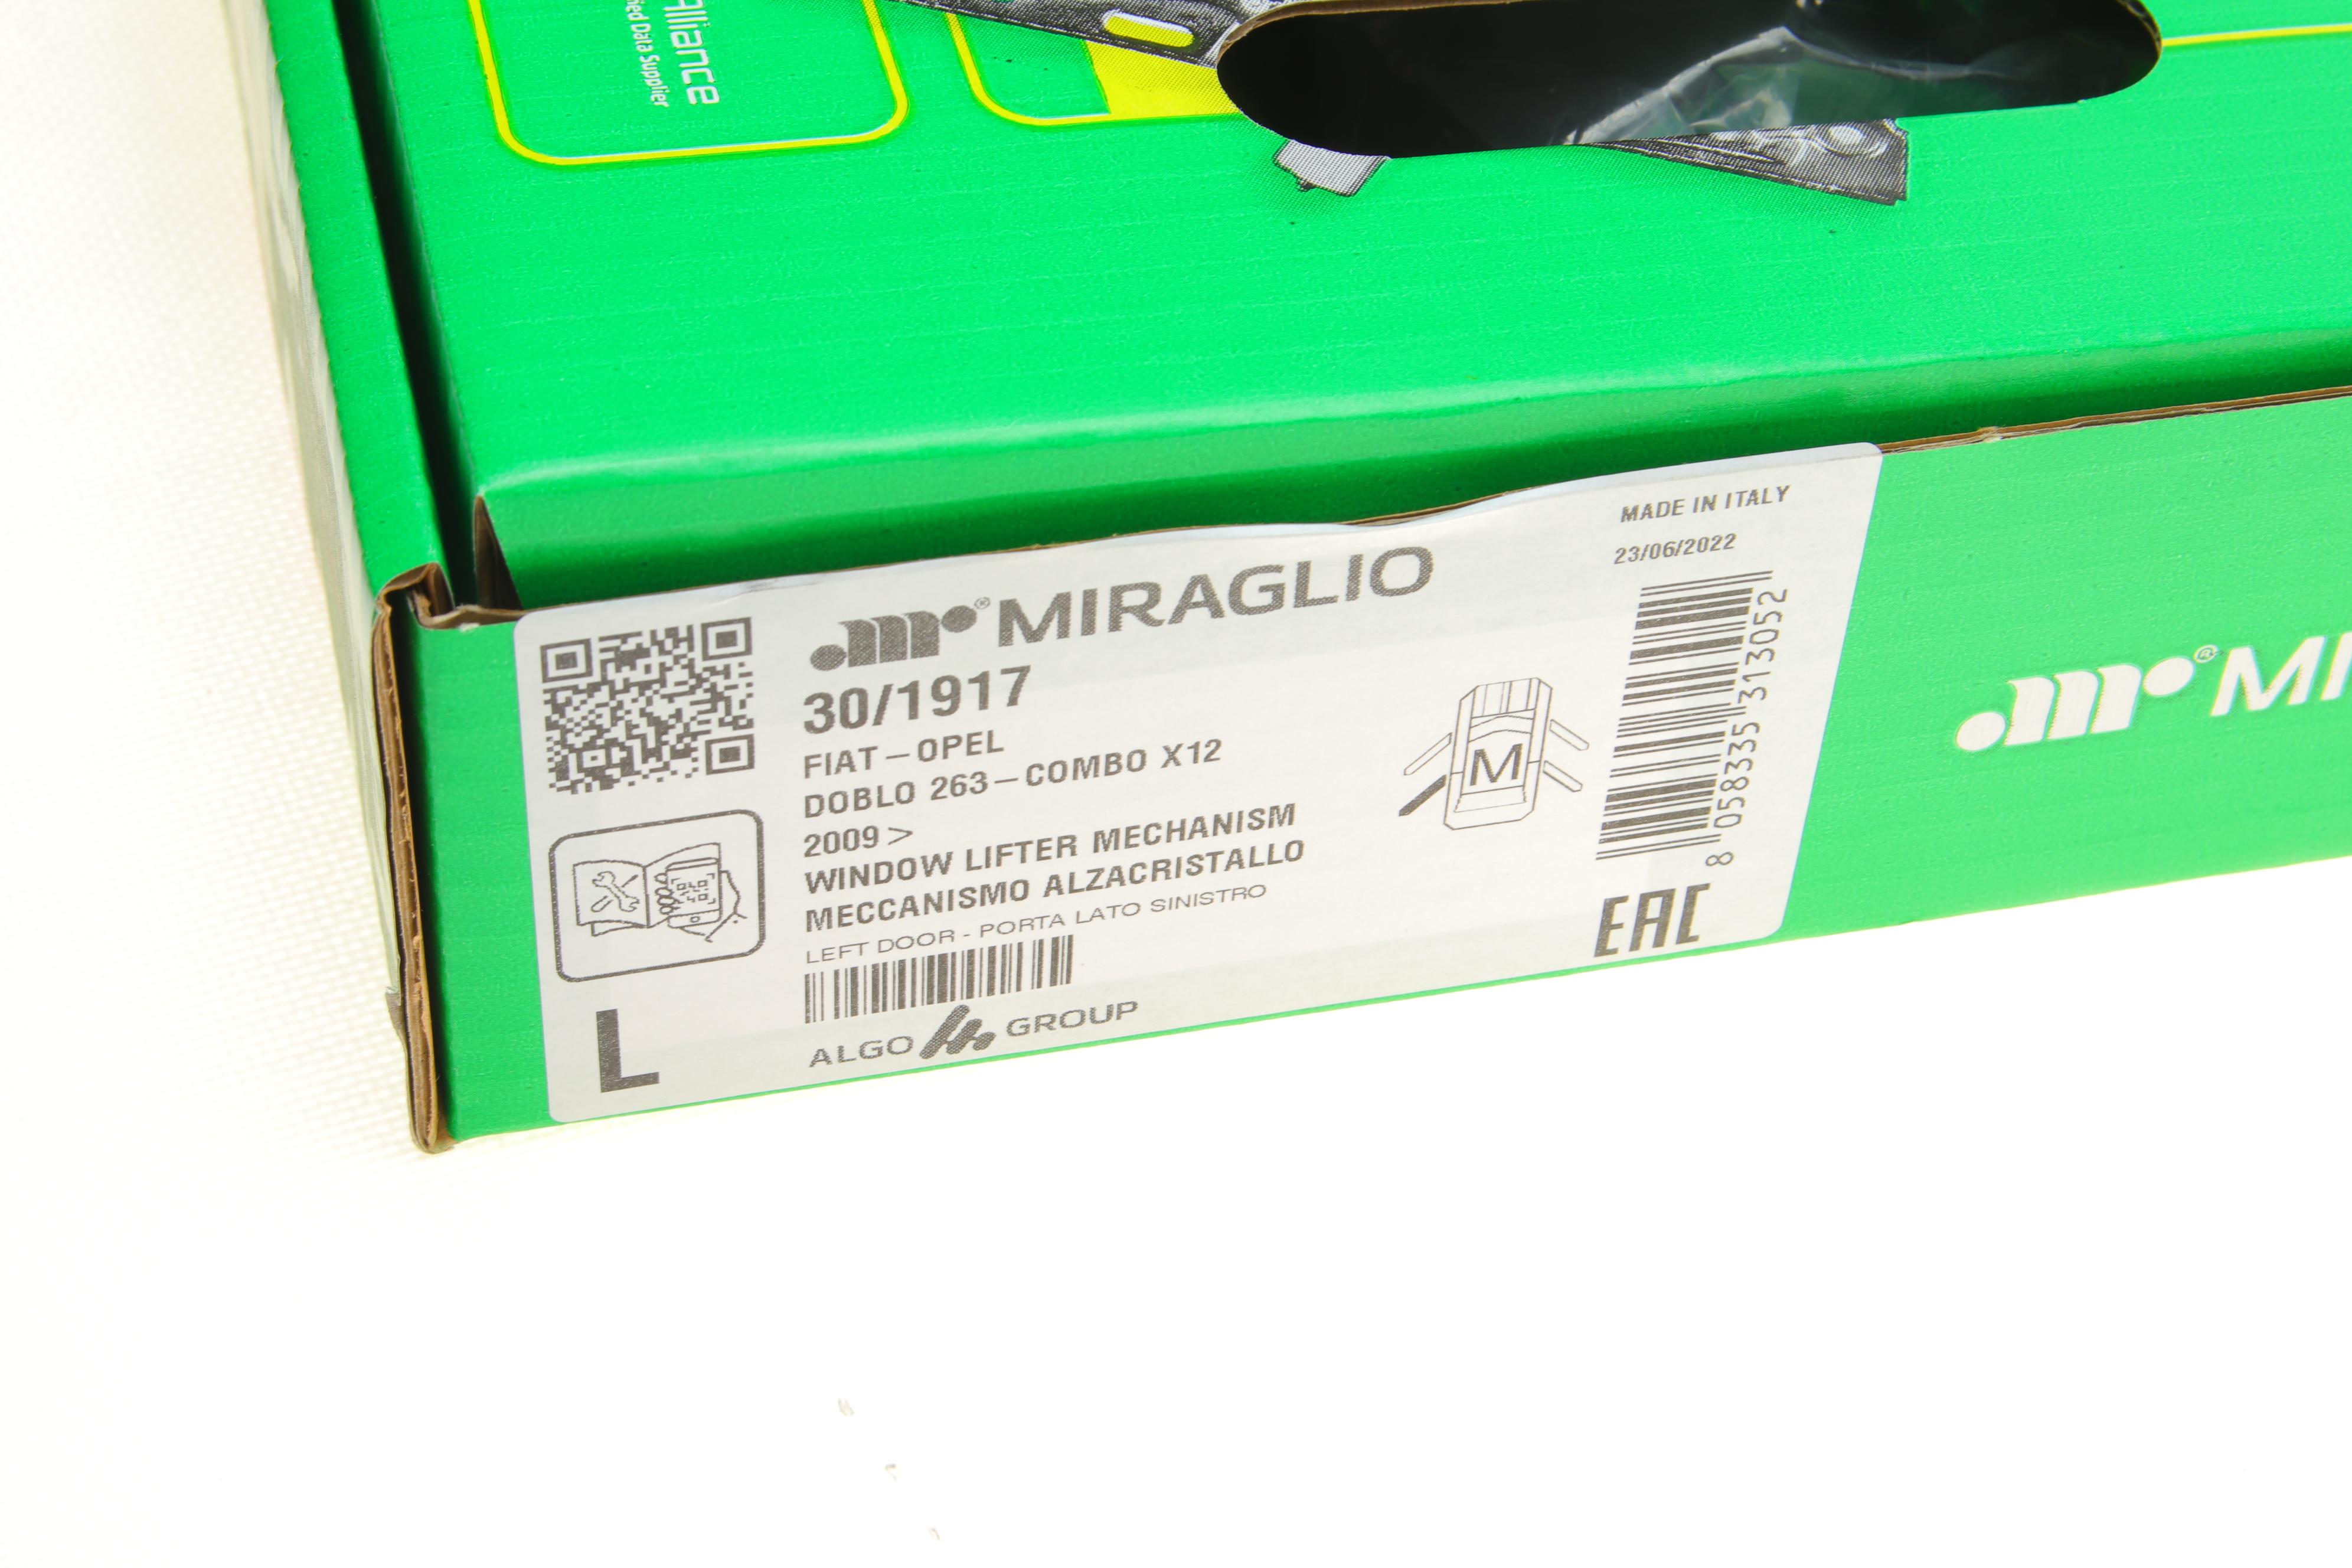 Alliance
ied Data Supplier
MIRAGLIO
30/1917
FIAT – OPEL
DOBLO 263 – COMBO X12
2009 >
WINDOW LIFTER MECHANISM
MECCANISMO ALZACRISTALLO
LEFT DOOR - PORTA LATO SINISTRO
ALGO GROUP
L
M
MADE IN ITALY
23/06/2022
8 058335 313052
EAC
MI